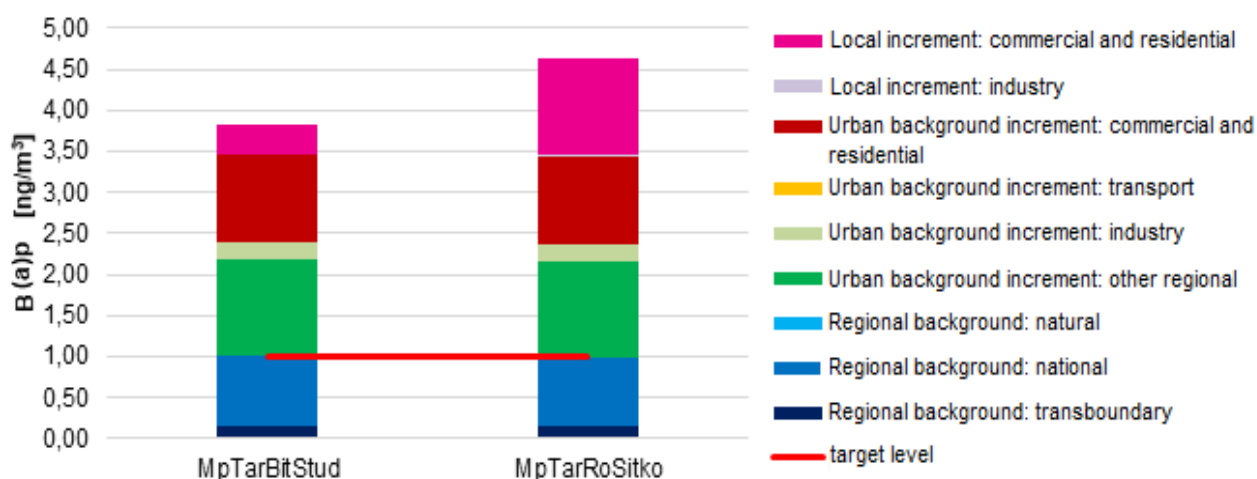 5,00
4,50
4,00
3,50
3,00
2,50
2,00
1,50
1,00
0,50
0,00
B(a)p [ng/m³]
MpTarBitStud
MpTarRoSitko
Local increment: commercial and residential
Local increment: industry
Urban background increment: commercial and
residential
Urban background increment: transport
Urban background increment: industry
Urban background increment: other regional
Regional background: natural
Regional background: national
Regional background: transboundary
target level